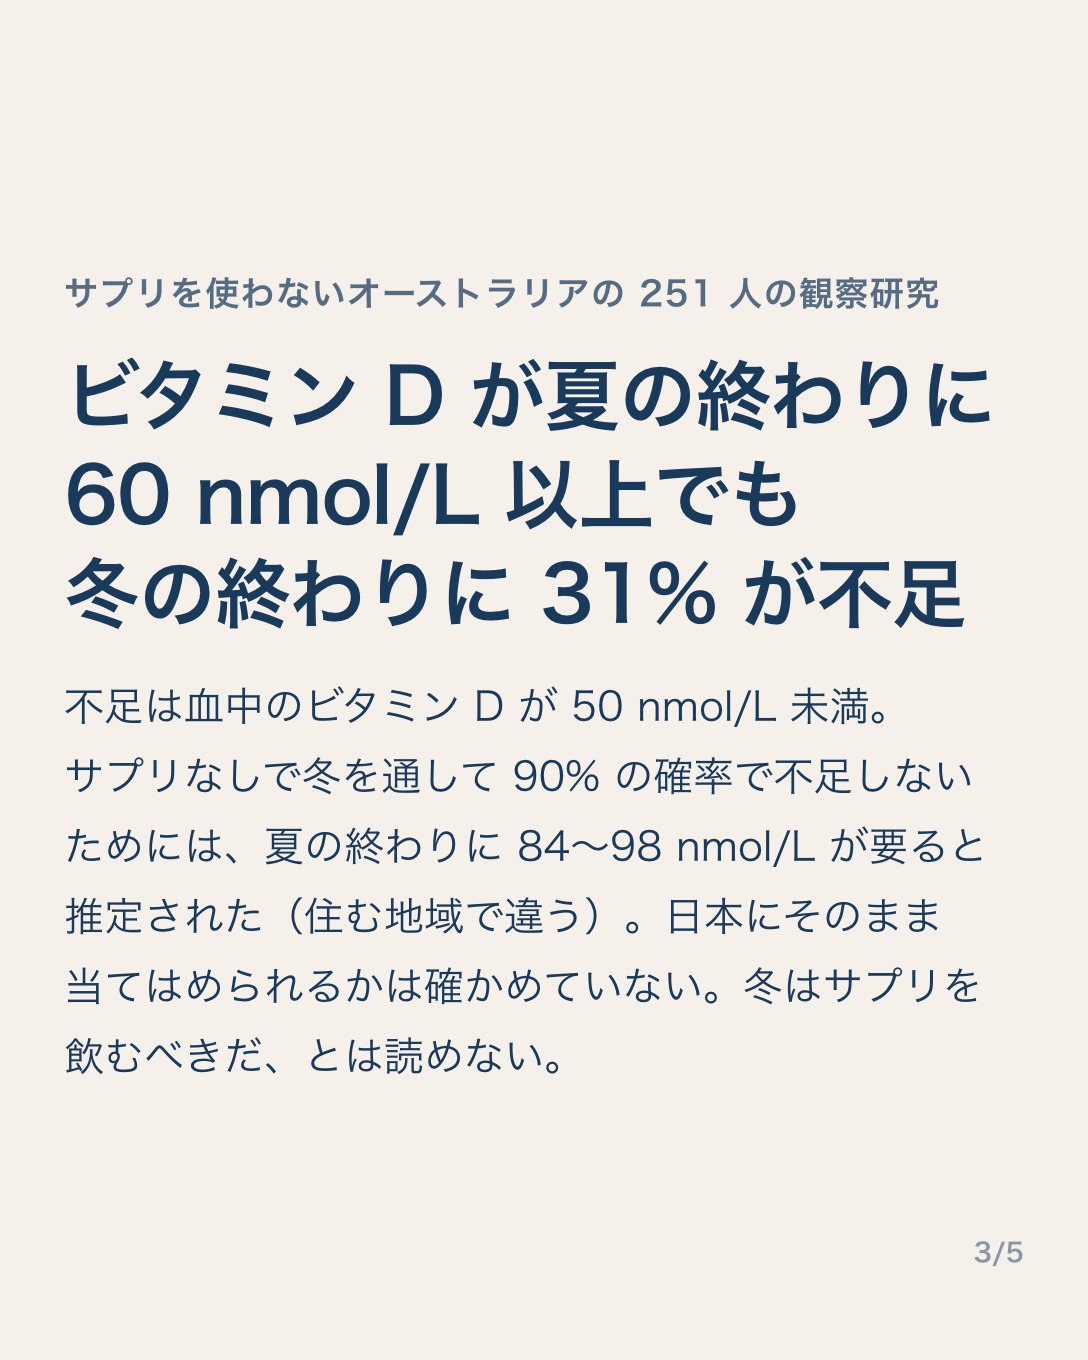 サプリを使わないオーストラリアの 251 人の観察研究
ビタミン D が夏の終わりに
60 nmol/L 以上でも
冬の終わりに 31% が不足
不足は血中のビタミン D が 50 nmol/L 未満。
サプリなしで冬を通して 90% の確率で不足しない
ためには、夏の終わりに 84〜98 nmol/L が要ると
推定された（住む地域で違う）。日本にそのまま
当てはめられるかは確かめていない。冬はサプリを
飲むべきだ、とは読めない。
3/5